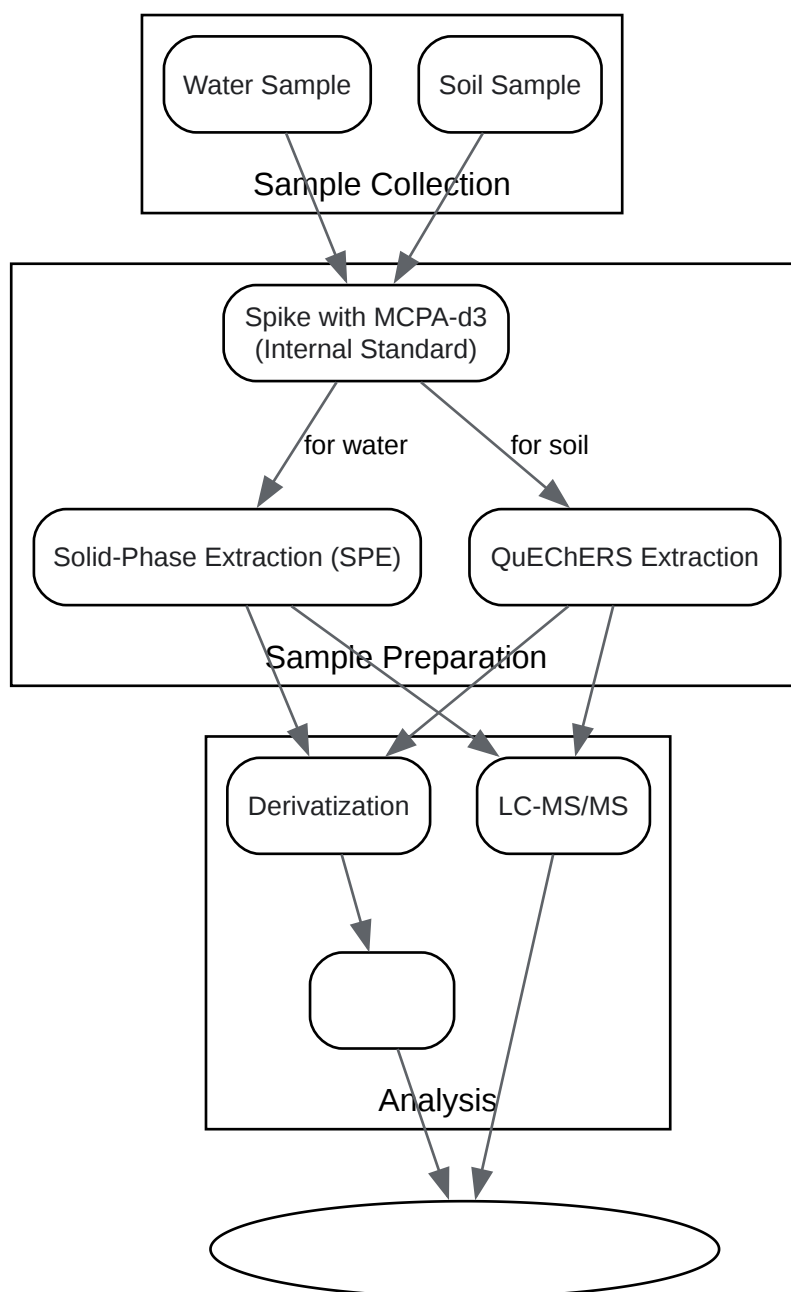 Water Sample
Soil Sample
Sample Collection
Spike with MCPA-d3
(Internal Standard)
for water
for soil
Solid-Phase Extraction (SPE)
QuEChERS Extraction
Sample Preparation
Derivatization
LC-MS/MS
Analysis